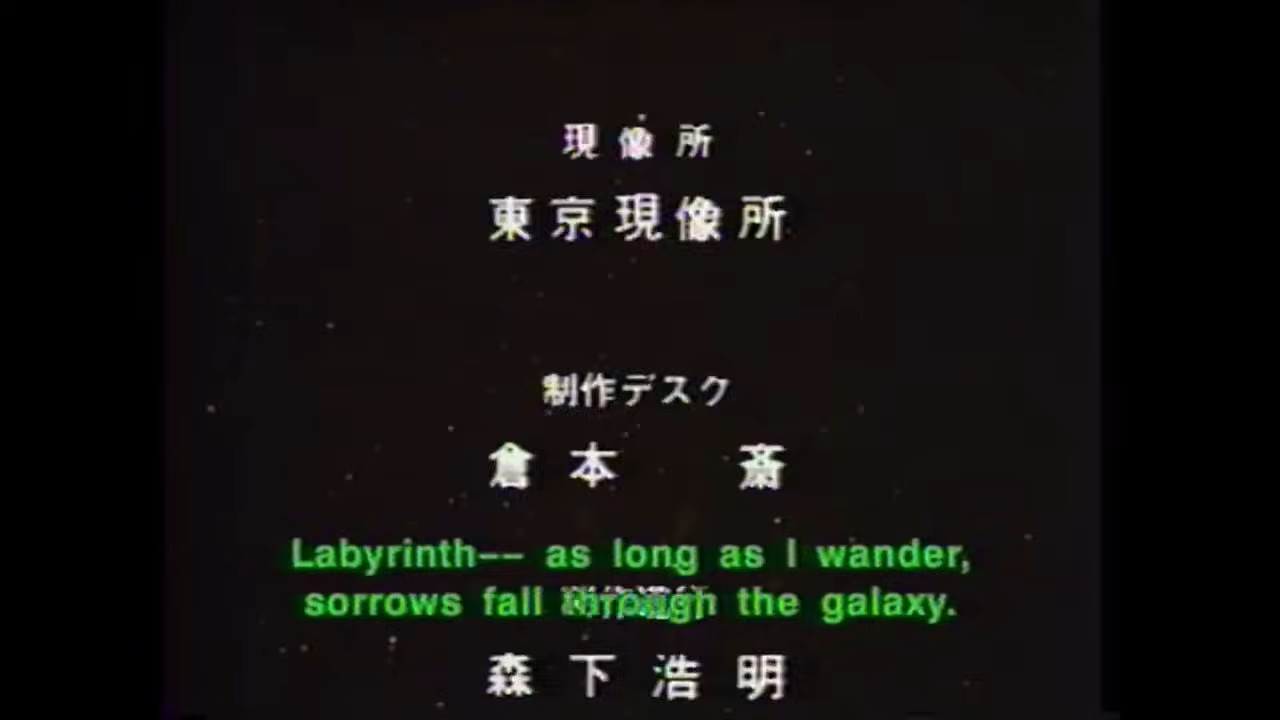 現像所
東京現像所
制作デスク
倉本 斎
Labyrinth-- as long as I wander,
sorrows fall through the galaxy.
森下浩明